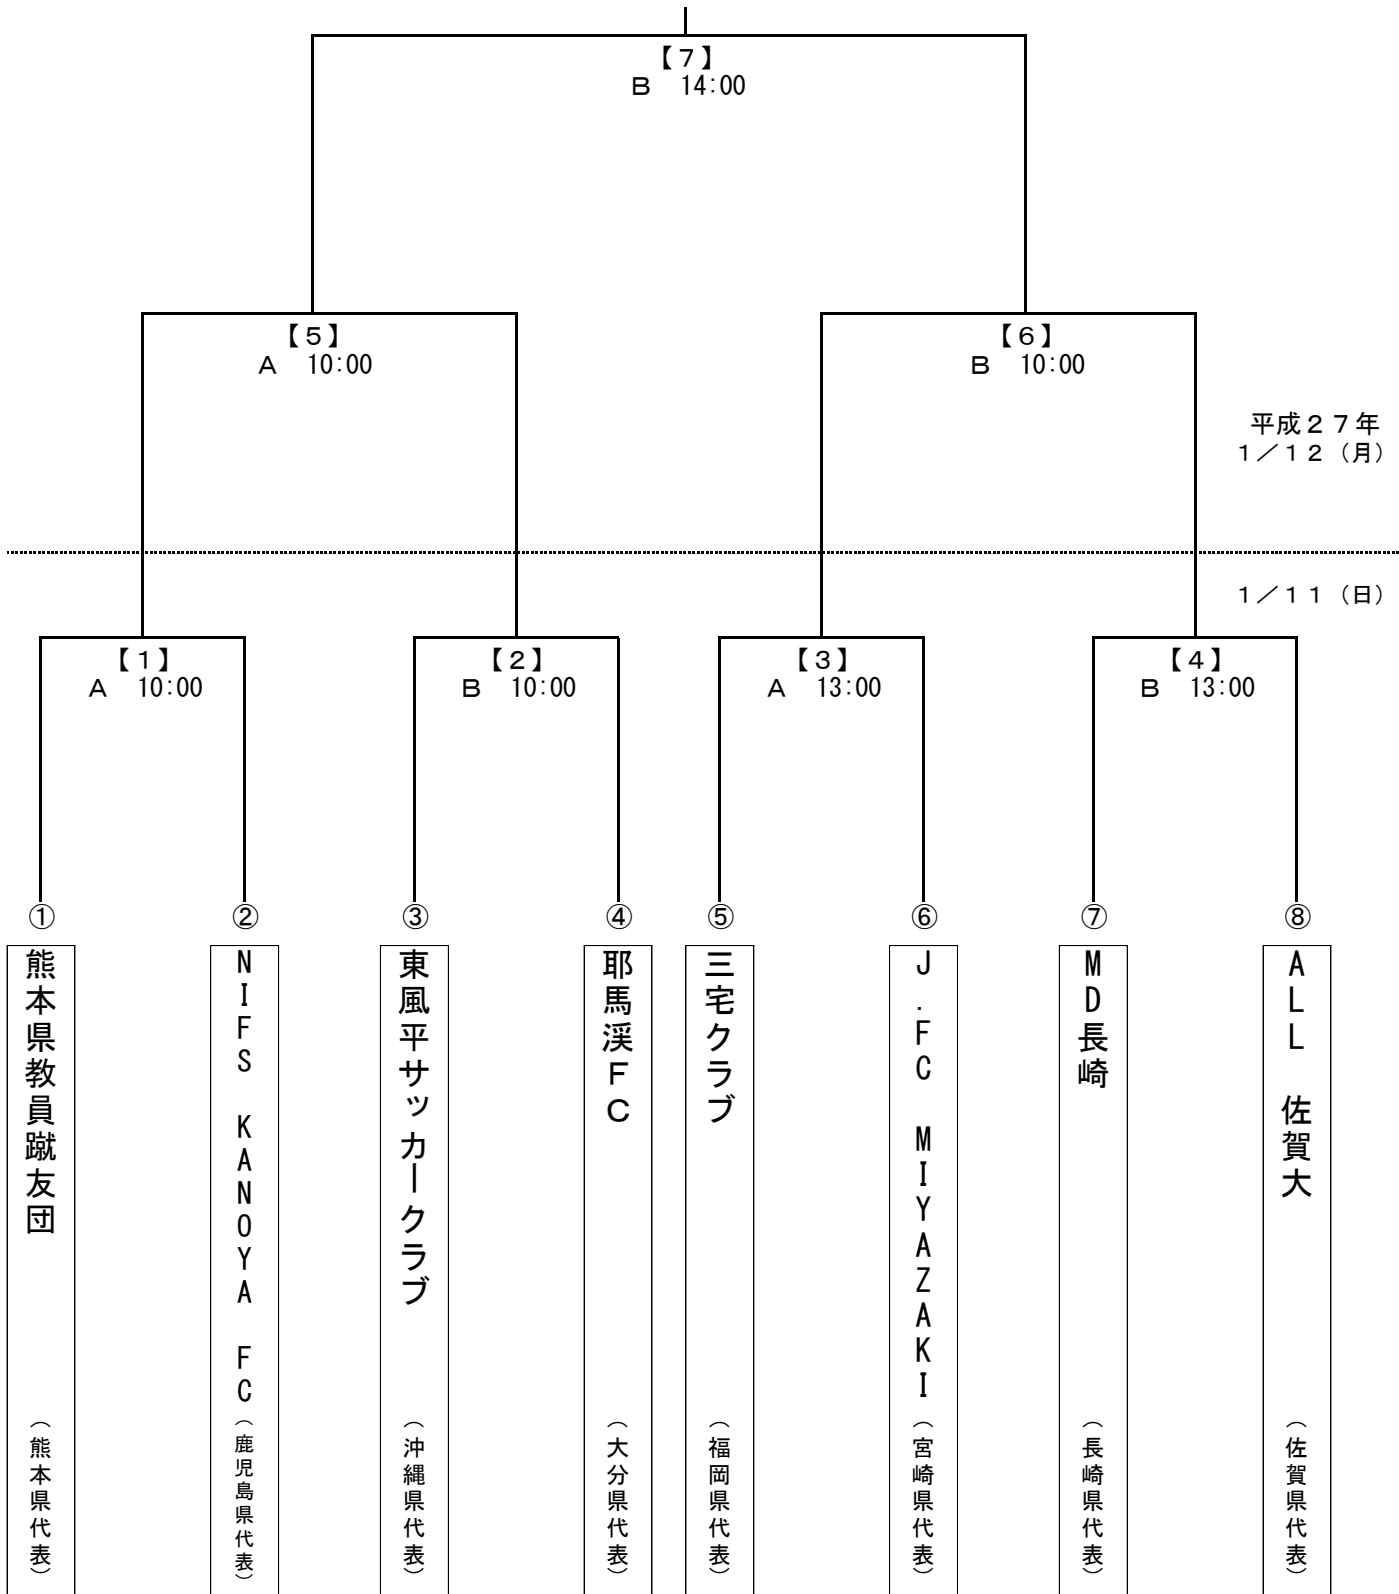 【７】
Ｂ　14:00
【５】
Ａ　10:00
【６】
Ｂ　10:00
平成２７年
１／１２（月）
１／１１（日）
【１】
Ａ　10:00
【２】
Ｂ　10:00
【３】
Ａ　13:00
【４】
Ｂ　13:00
①
②
③
④
⑤
⑥
⑦
⑧
熊本県教員蹴友団
（熊本県代表）
NIFS KANOYA FC
（鹿児島県代表）
東風平サッカークラブ
（沖縄県代表）
耶馬渓ＦＣ
（大分県代表）
三宅クラブ
（福岡県代表）
J.FC MIYAZAKI
（宮崎県代表）
MD長崎
（長崎県代表）
ALL 佐賀大
（佐賀県代表）